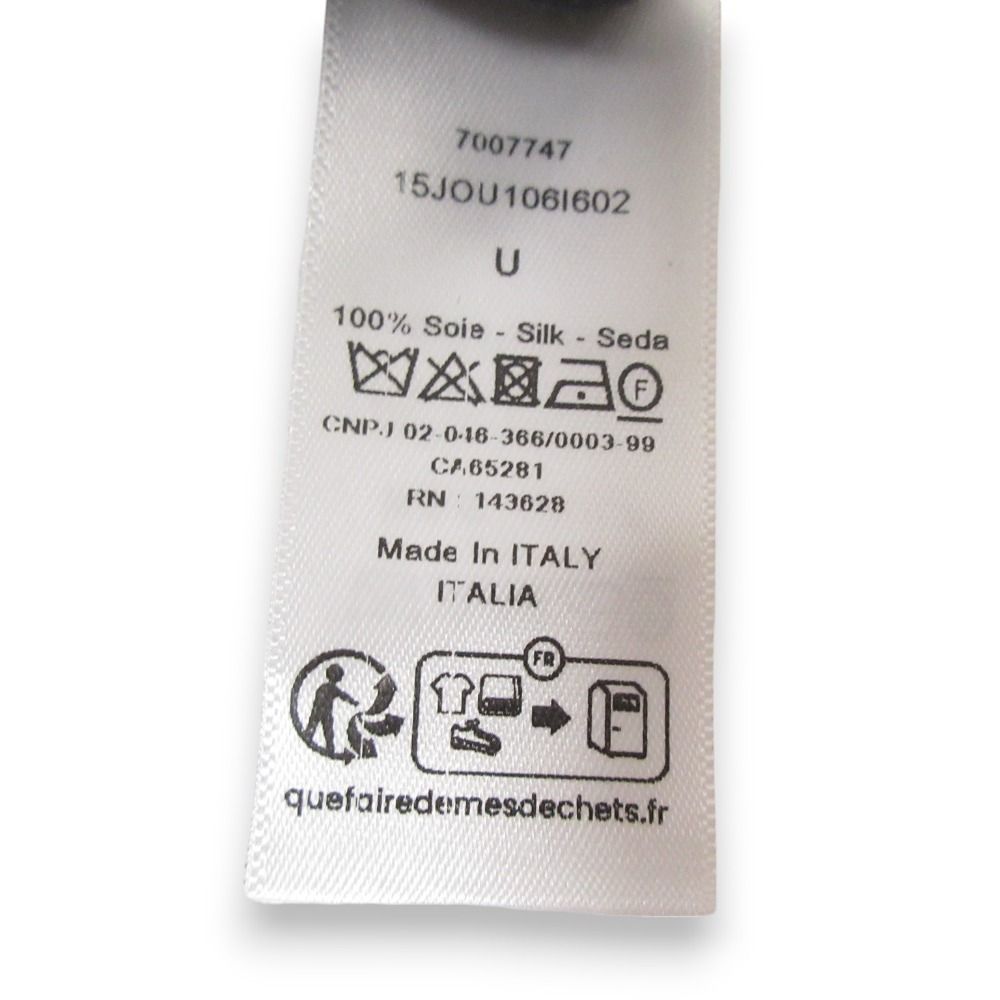 7007747
15JOU106I602
U
100% Soie - Silk - Seda
F
CNPJ 02-046-366/0003-99
CA65281
RN : 143628
Made In ITALY
ITALIA
FR
quefairedemesdechets.fr